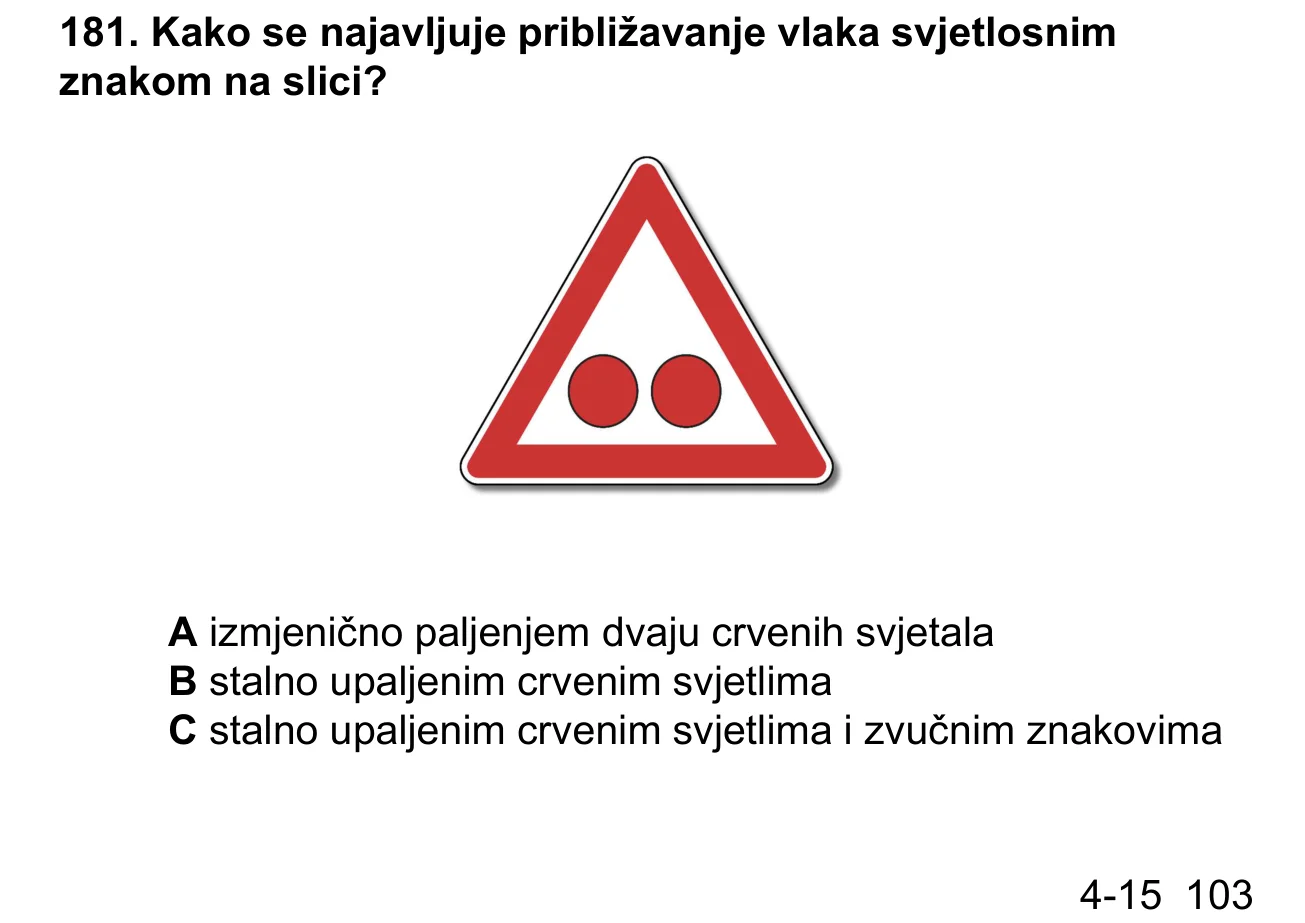 181. Kako se najavljuje približavanje vlaka svjetlosnim
znakom na slici?
A izmjenično paljenjem dvaju crvenih svjetala
B stalno upaljenim crvenim svjetlima
C stalno upaljenim crvenim svjetlima i zvučnim znakovima
4-15 103